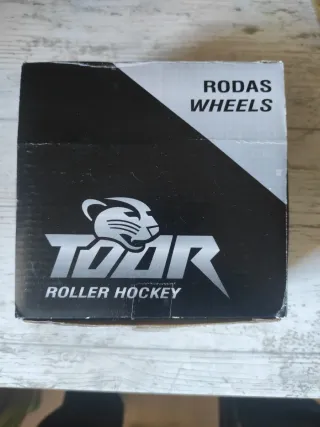 RODAS
WHEELS
TOOR
ROLLER HOCKEY